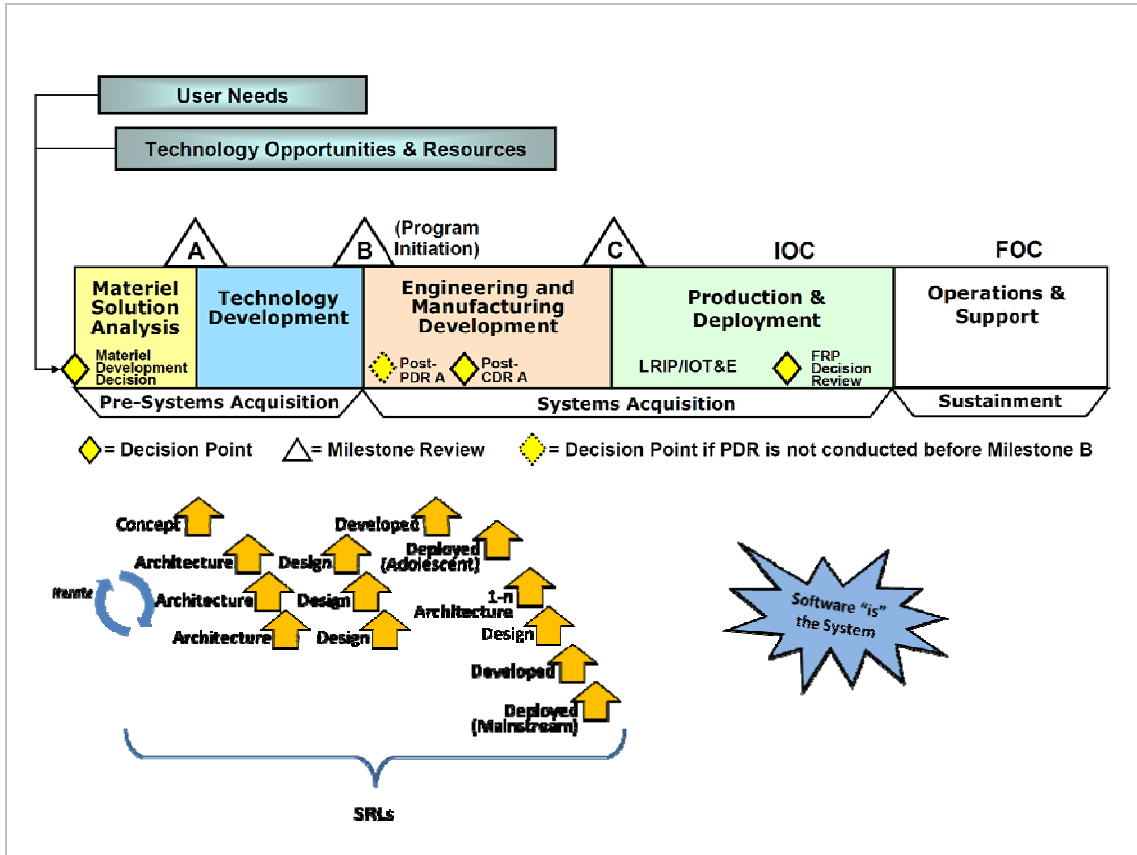 User Needs
Technology Opportunities & Resources
A
B
(Program
Initiation)
C
IOC
FOC
Materiel
Solution
Analysis
Technology
Development
Engineering and
Manufacturing
Development
Production &
Deployment
Operations &
Support
Materiel
Development
Decision
Post-
PDR A
Post-
CDR A
LRIP/IOT&E
FRP
Decision
Review
Pre-Systems Acquisition
Systems Acquisition
Sustainment
= Decision Point
= Milestone Review
= Decision Point if PDR is not conducted before Milestone B
Concept
Developed
Architecture
Design
Deployed
(Adolescent)
Iterate
Architecture
Design
1-n
Architecture
Architecture
Design
Design
Developed
Deployed
(Mainstream)
Software "is"
the System
SRLs